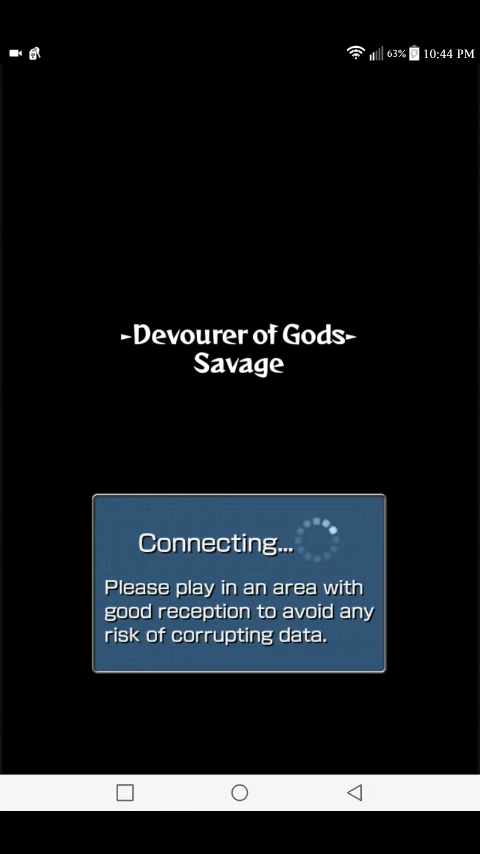 63% 10:44 PM
-Devourer of Gods-
Savage
Connecting...
Please play in an area with
good reception to avoid any
risk of corrupting data.